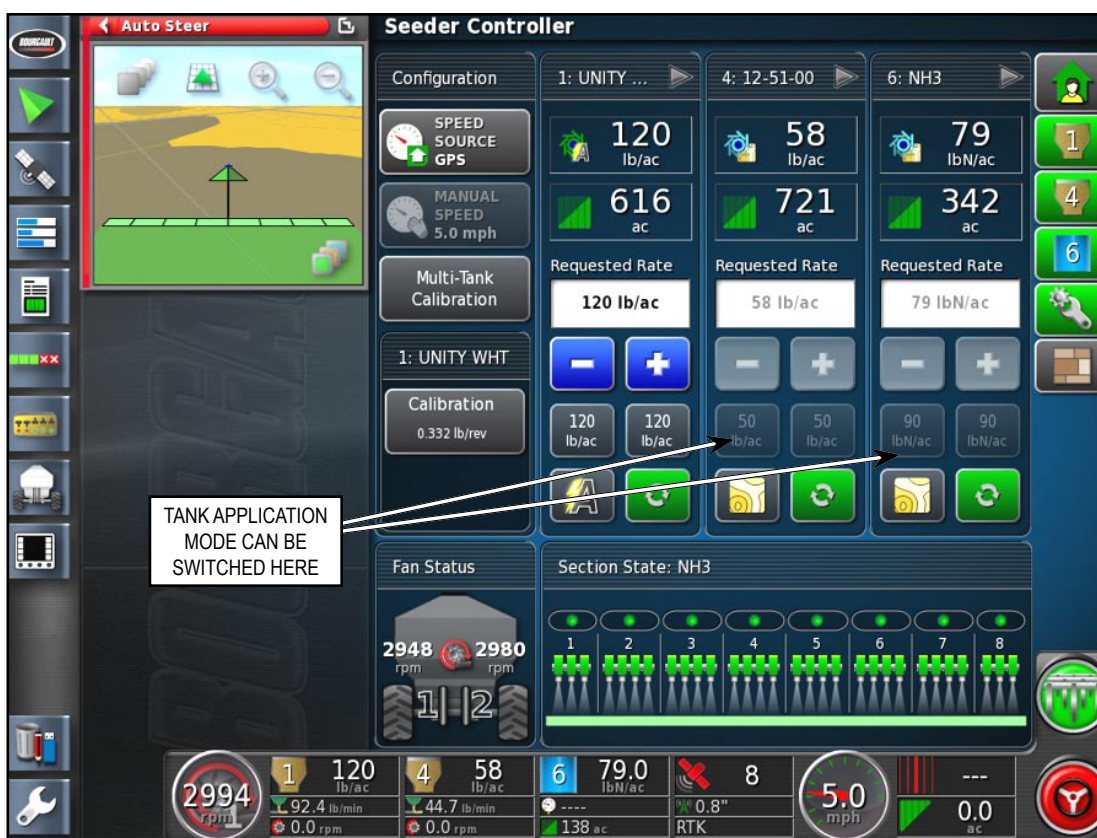 BOURGAULT
Auto Steer
Seeder Controller
Configuration
SPEED
SOURCE
GPS
MANUAL
SPEED
5.0 mph
Multi-Tank
Calibration
1: UNITY WHT
Calibration
0.332 lb/rev
1: UNITY ...
120
lb/ac
616
ac
Requested Rate
120 lb/ac
120
lb/ac
120
lb/ac
A
4: 12-51-00
58
lb/ac
721
ac
Requested Rate
58 lb/ac
50
lb/ac
50
lb/ac
6: NH3
79
lbN/ac
342
ac
Requested Rate
79 lbN/ac
90
lbN/ac
90
lbN/ac
1
4
6
TANK APPLICATION
MODE CAN BE
SWITCHED HERE
Fan Status
2948
rpm
2980
rpm
1 2
Section State: NH3
1 2 3 4 5 6 7 8
2994
rpm
1 120
lb/ac
92.4 lb/min
0.0 rpm
4 58
lb/ac
44.7 lb/min
0.0 rpm
6 79.0
lbN/ac
----
138 ac
8
0.8"
RTK
5.0
mph
---
0.0
ac